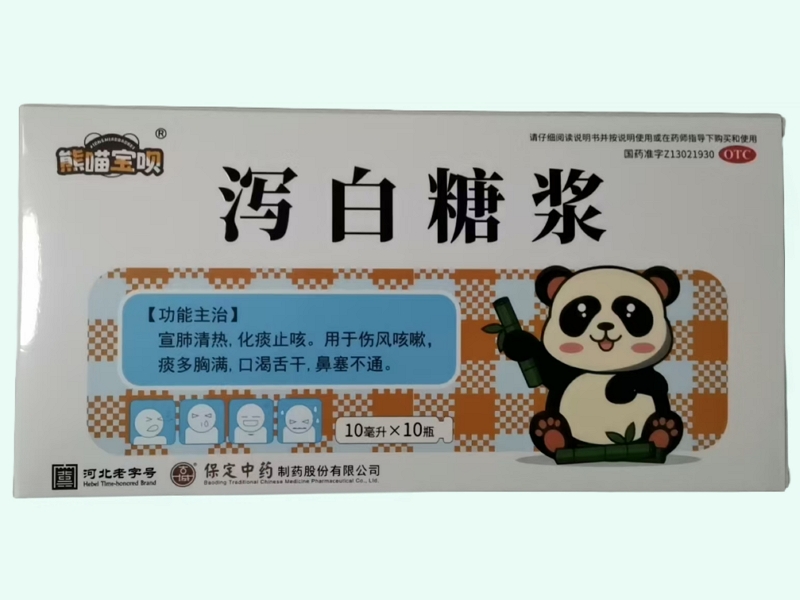 熊喵宝呗®
请仔细阅读说明书并按说明使用或在药师指导下购买和使用
国药准字Z13021930 OTC
泻白糖浆
【功能主治】
宣肺清热,化痰止咳。用于伤风咳嗽,
痰多胸满,口渴舌干,鼻塞不通。
10毫升×10瓶
河北老字号
Hebei Time-honored Brand
保定中药制药股份有限公司
Baoding Traditional Chinese Medicine Pharmaceutical Co., Ltd.